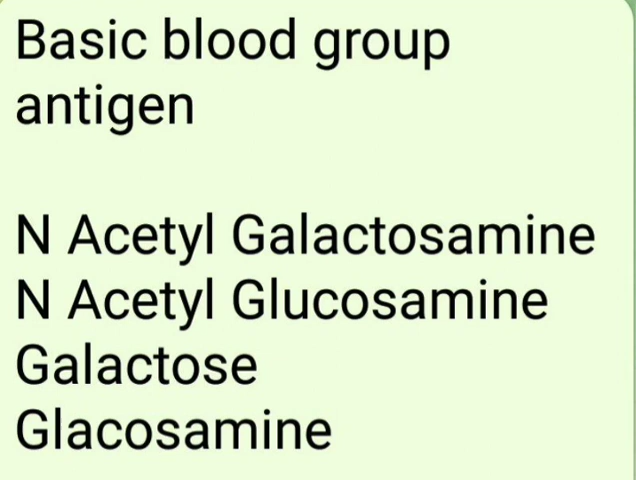 Basic blood group
antigen
N Acetyl Galactosamine
N Acetyl Glucosamine
Galactose
Glacosamine